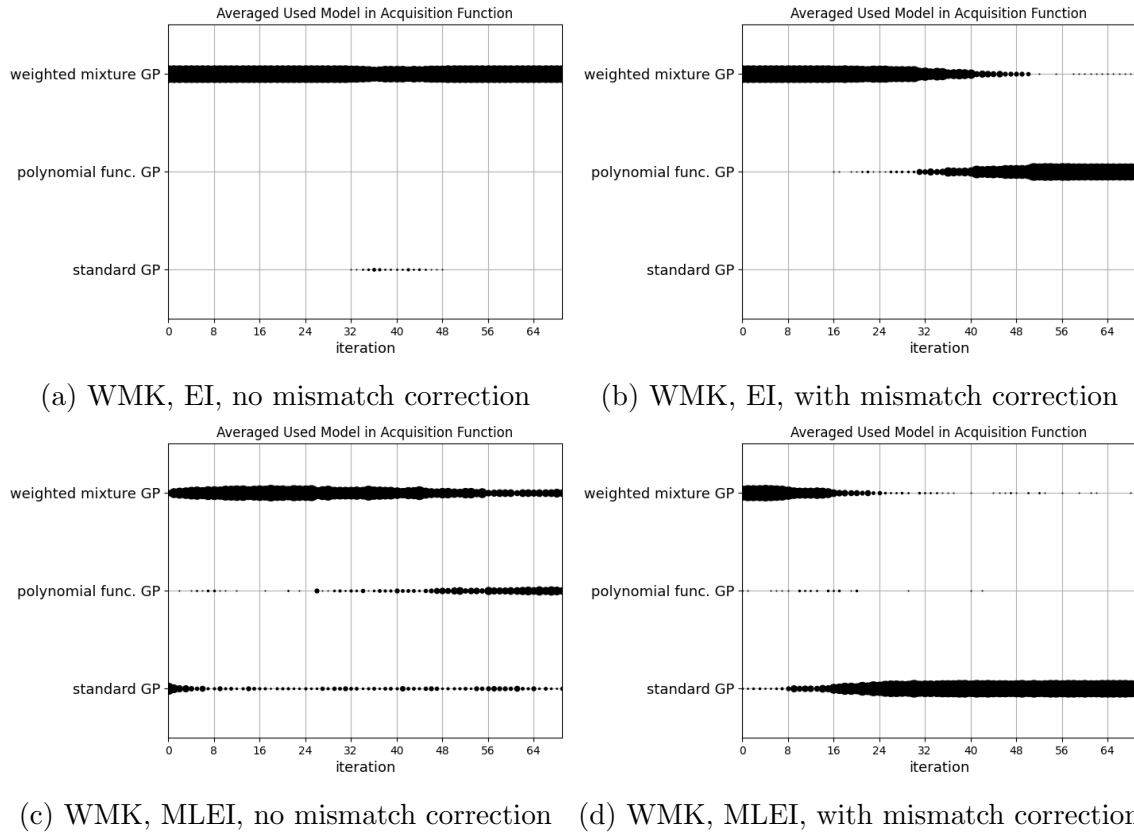 Averaged Used Model in Acquisition Function
weighted mixture GP
polynomial func. GP
standard GP
0 8 16 24 32 40 48 56 64
iteration
(a) WMK, EI, no mismatch correction
Averaged Used Model in Acquisition Function
weighted mixture GP
polynomial func. GP
standard GP
0 8 16 24 32 40 48 56 64
iteration
(b) WMK, EI, with mismatch correction
Averaged Used Model in Acquisition Function
weighted mixture GP
polynomial func. GP
standard GP
0 8 16 24 32 40 48 56 64
iteration
(c) WMK, MLEI, no mismatch correction
Averaged Used Model in Acquisition Function
weighted mixture GP
polynomial func. GP
standard GP
0 8 16 24 32 40 48 56 64
iteration
(d) WMK, MLEI, with mismatch correction